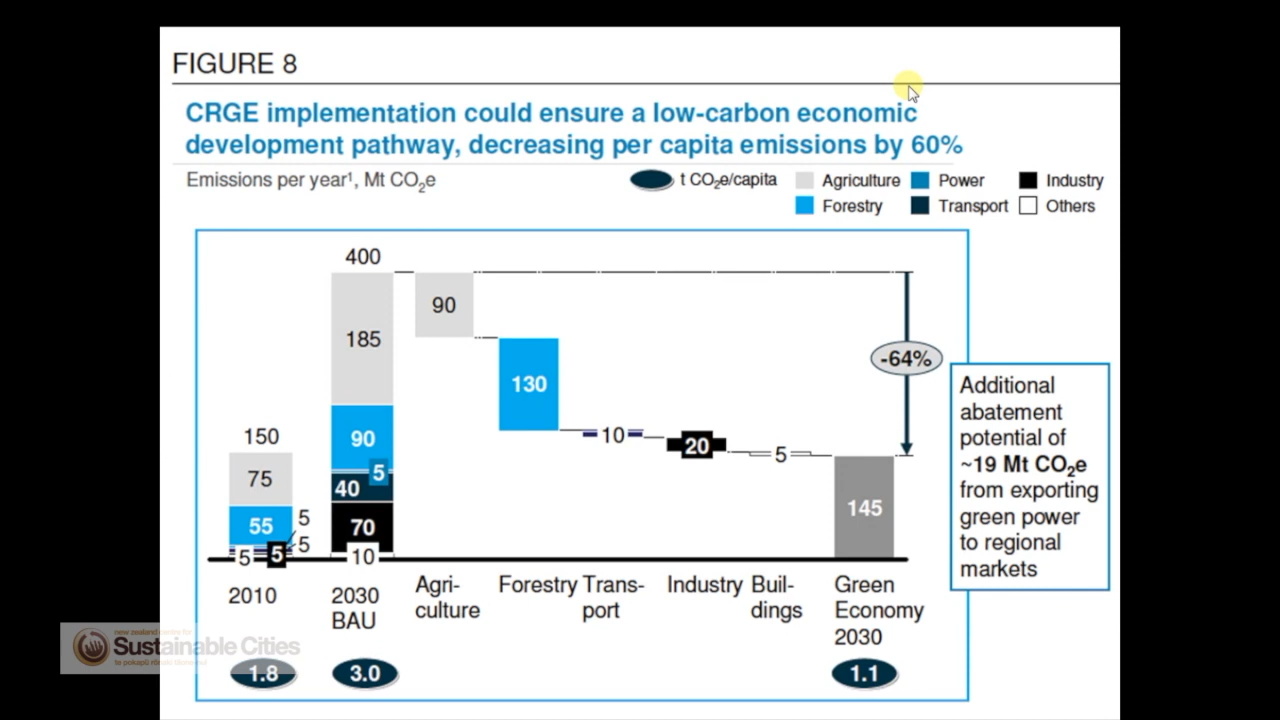 FIGURE 8
CRGE implementation could ensure a low-carbon economic
development pathway, decreasing per capita emissions by 60%
Emissions per year¹, Mt CO₂e
t CO₂e/capita
Agriculture
Power
Industry
Forestry
Transport
Others
400
90
185
130
-64%
Additional
abatement
potential of
~19 Mt CO₂e
from exporting
green power
to regional
markets
150
90
10
20
5
75
5
40
145
55
5
70
5
5
5
10
2010
2030
BAU
Agri-
culture
Forestry
Trans-
port
Industry
Buil-
dings
Green
Economy
2030
new zealand centre for
Sustainable Cities
1.8
3.0
1.1